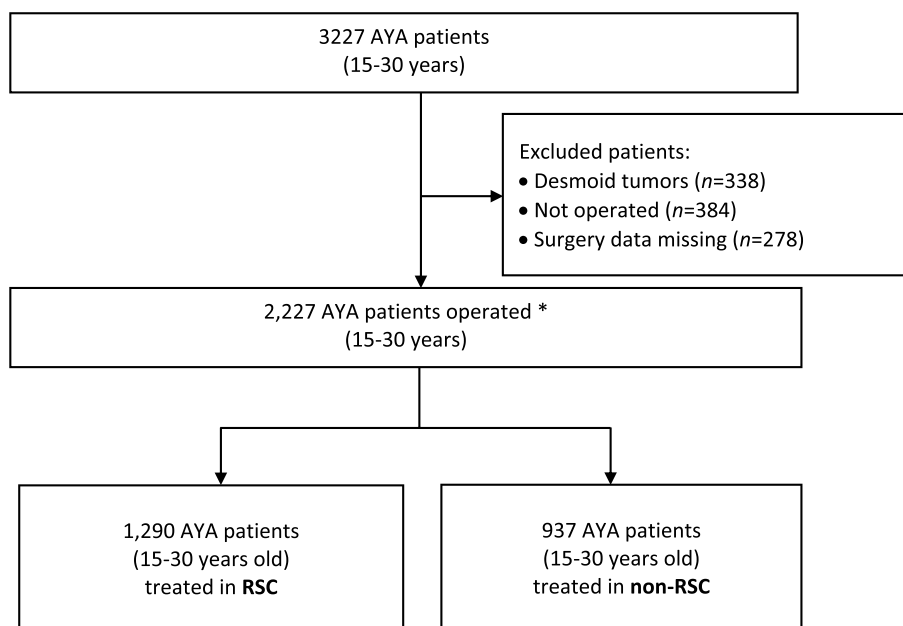 3227 AYA patients
(15-30 years)
Excluded patients:
• Desmoid tumors (n=338)
• Not operated (n=384)
• Surgery data missing (n=278)
2,227 AYA patients operated *
(15-30 years)
1,290 AYA patients
(15-30 years old)
treated in RSC
937 AYA patients
(15-30 years old)
treated in non-RSC